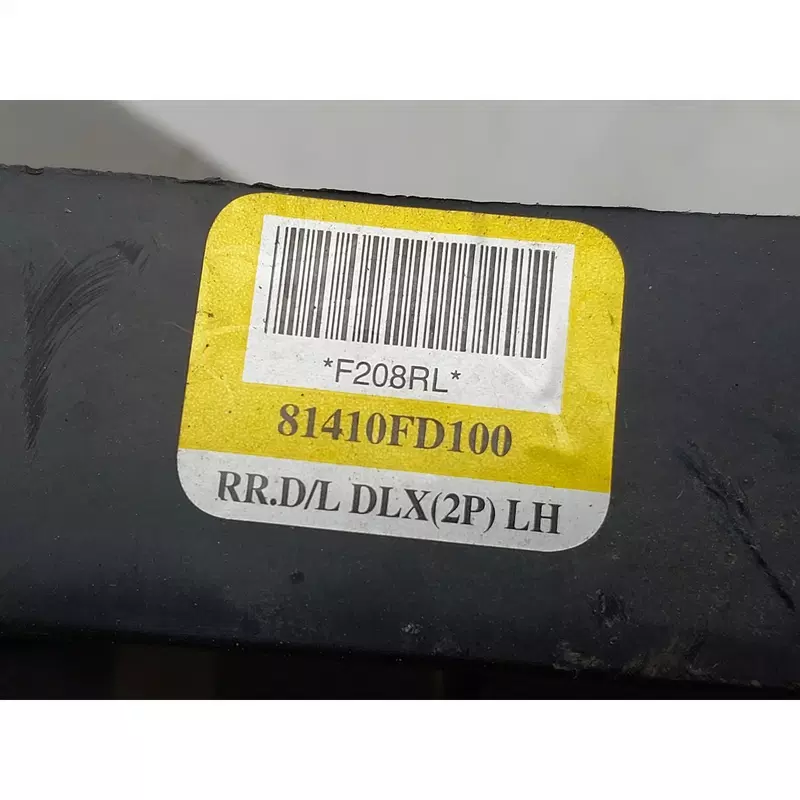 *F208RL*
81410FD100
RR.D/L DLX(2P) LH